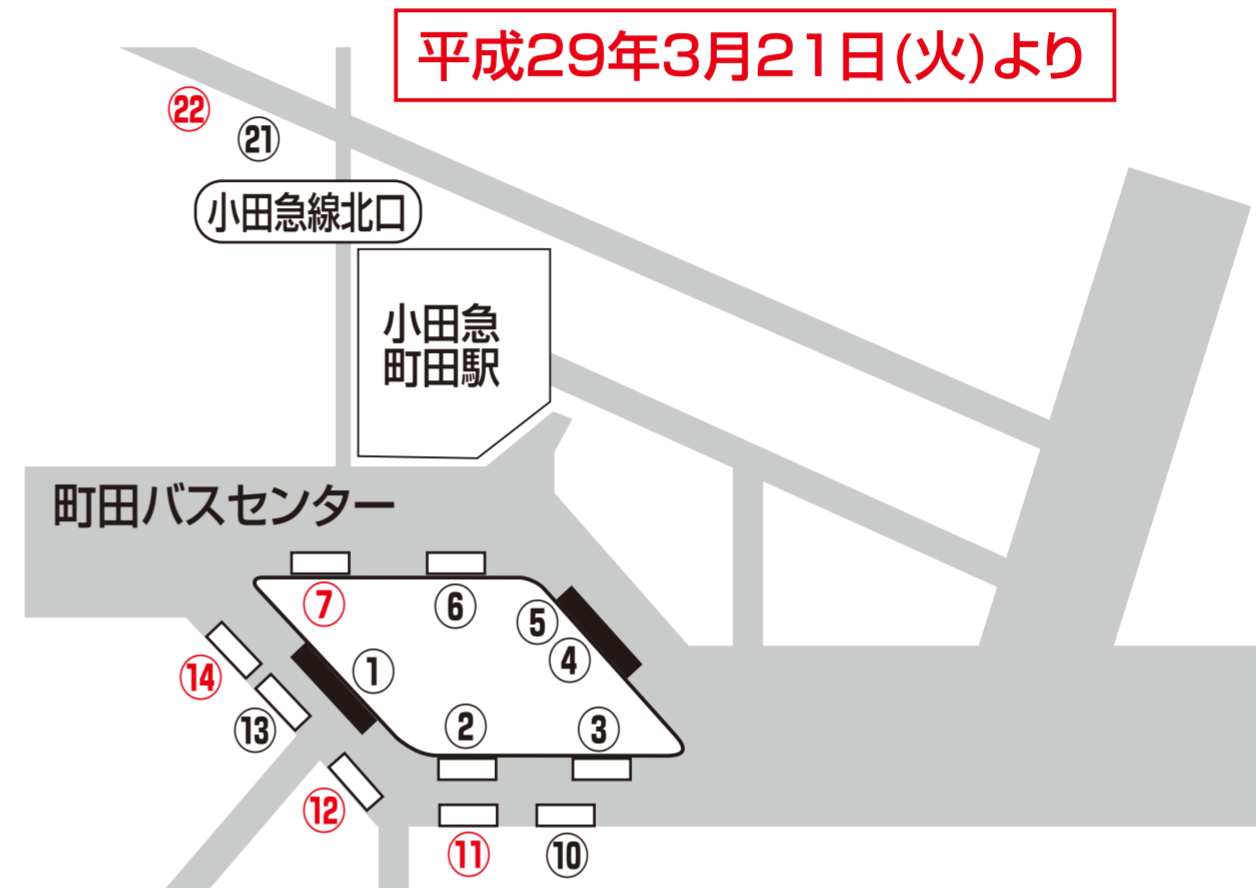 平成29年3月21日(火)より
㉒
㉑
小田急線北口
小田急
町田駅
町田バスセンター
⑦
⑥
⑤
④
①
⑭
⑬
②
③
⑫
⑪
⑩